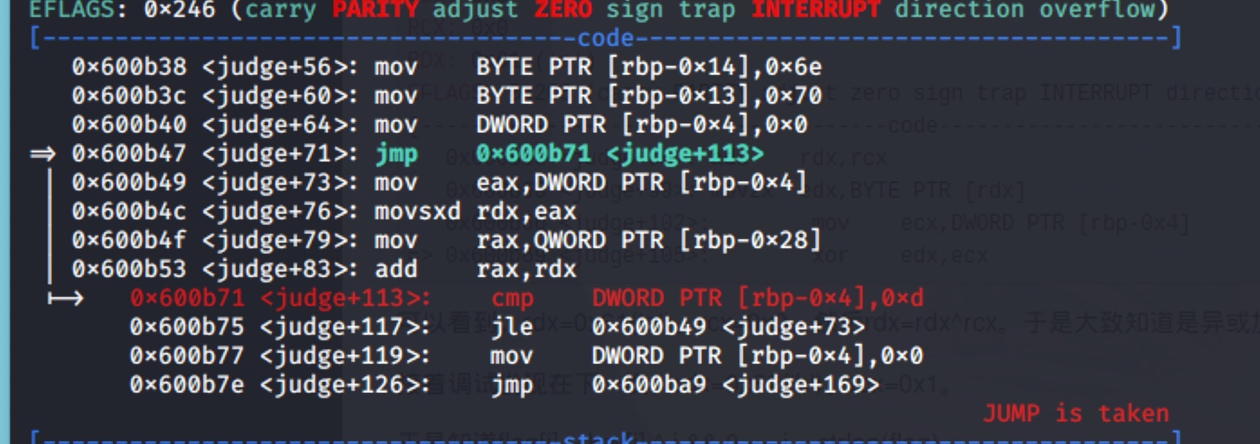 EFLAGS: 0×246 (carry PARITY adjust ZERO sign trap INTERRUPT direction overflow)
[-------------------------------------code-------------------------------------]
0×600b38 <judge+56>: mov BYTE PTR [rbp-0×14],0×6e
0×600b3c <judge+60>: mov BYTE PTR [rbp-0×13],0×70
0×600b40 <judge+64>: mov DWORD PTR [rbp-0×4],0×0
⇒ 0×600b47 <judge+71>: jmp 0×600b71 <judge+113>
| 0×600b49 <judge+73>: mov eax,DWORD PTR [rbp-0×4]
| 0×600b4c <judge+76>: movsxd rdx,eax
| 0×600b4f <judge+79>: mov rax,QWORD PTR [rbp-0×28]
| 0×600b53 <judge+83>: add rax,rdx
↦ 0×600b71 <judge+113>: cmp DWORD PTR [rbp-0×4],0×d
0×600b75 <judge+117>: jle 0×600b49 <judge+73>
0×600b77 <judge+119>: mov DWORD PTR [rbp-0×4],0×0
0×600b7e <judge+126>: jmp 0×600ba9 <judge+169>
JUMP is taken
[------------------------------------stack-------------------------------------]